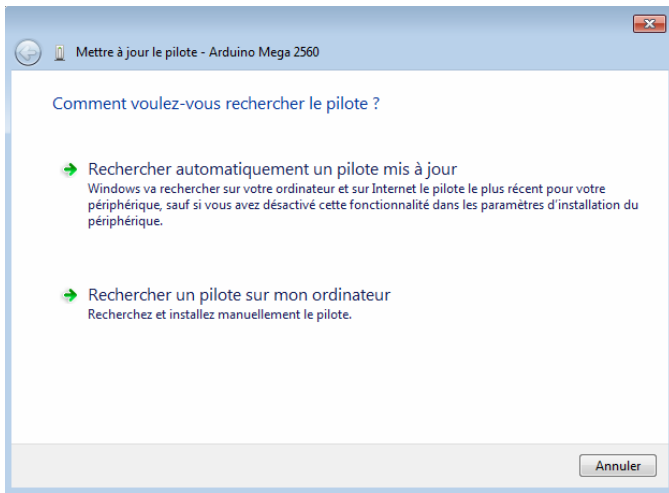 Mettre à jour le pilote - Arduino Mega 2560
Comment voulez-vous rechercher le pilote ?
Rechercher automatiquement un pilote mis à jour
Windows va rechercher sur votre ordinateur et sur Internet le pilote le plus récent pour votre
périphérique, sauf si vous avez désactivé cette fonctionnalité dans les paramètres d'installation du
périphérique.
Rechercher un pilote sur mon ordinateur
Recherchez et installez manuellement le pilote.
Annuler